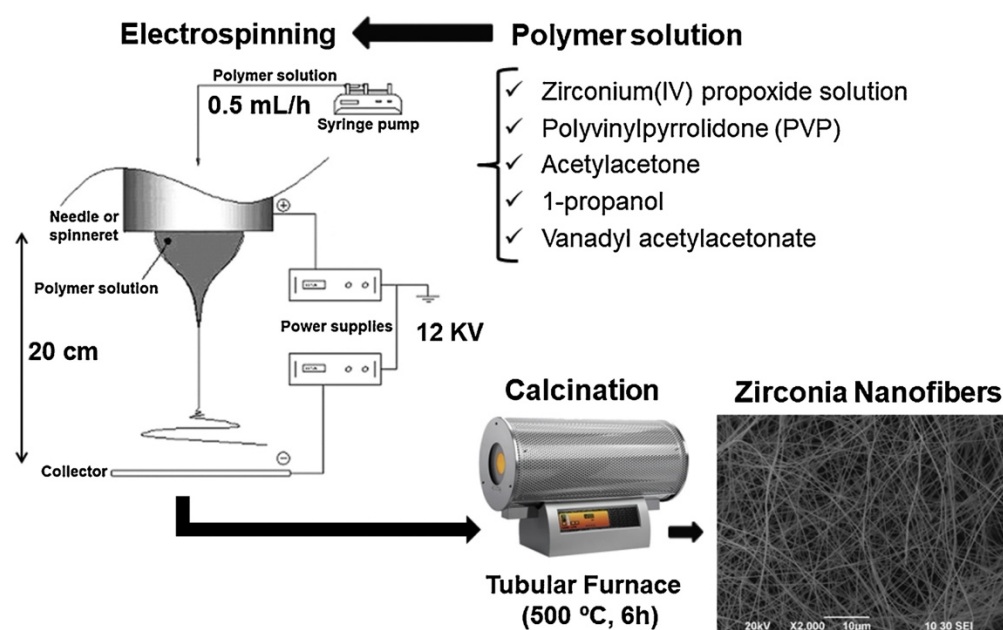 Electrospinning
Polymer solution
Polymer solution
0.5 mL/h
Syringe pump
✓ Zirconium(IV) propoxide solution
✓ Polyvinylpyrrolidone (PVP)
✓ Acetylacetone
✓ 1-propanol
✓ Vanadyl acetylacetonate
Needle or
spinneret
Polymer solution
20 cm
Power supplies
12 KV
Collector
Calcination
Tubular Furnace
(500 ºC, 6h)
Zirconia Nanofibers
20kV X2,000 10µm 10 30 SEI